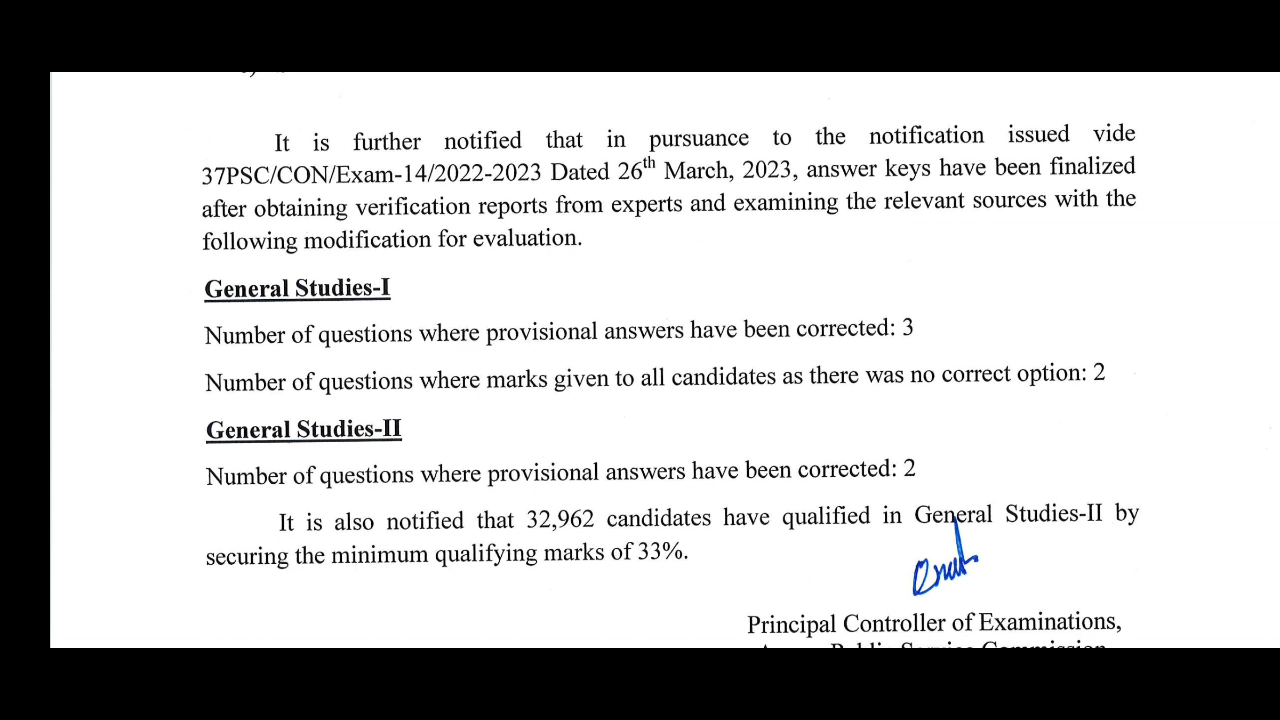 It is further notified that in pursuance to the notification issued vide
37PSC/CON/Exam-14/2022-2023 Dated 26th March, 2023, answer keys have been finalized
after obtaining verification reports from experts and examining the relevant sources with the
following modification for evaluation.
General Studies-I
Number of questions where provisional answers have been corrected: 3
Number of questions where marks given to all candidates as there was no correct option: 2
General Studies-II
Number of questions where provisional answers have been corrected: 2
It is also notified that 32,962 candidates have qualified in General Studies-II by
securing the minimum qualifying marks of 33%.
Principal Controller of Examinations,
Public Service Commission